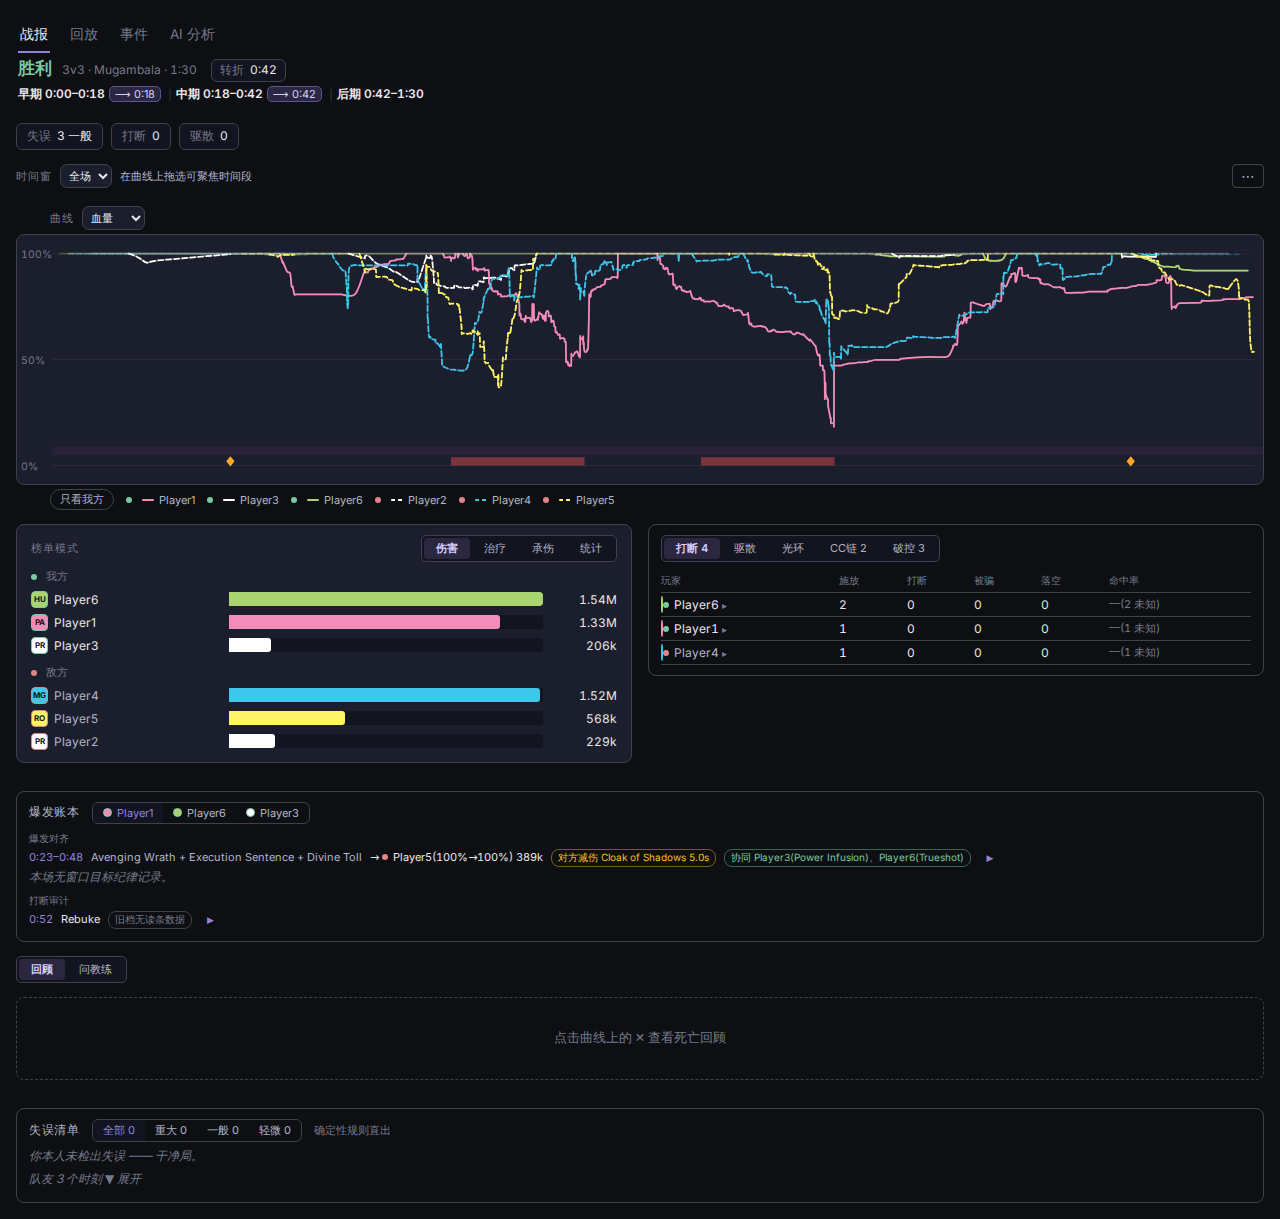 战报 回放 事件 AI 分析
胜利 3v3 · Mugambala · 1:30 转折 0:42
早期 0:00–0:18 ⟶ 0:18 | 中期 0:18–0:42 ⟶ 0:42 | 后期 0:42–1:30
失误 3 一般 打断 0 驱散 0
时间窗 全场 在曲线上拖选可聚焦时间段 ⋯
曲线 血量
100%
50%
0%
只看我方 Player1 Player3 Player6 Player2 Player4 Player5
榜单模式 伤害 治疗 承伤 统计
我方
HU Player6 1.54M
PA Player1 1.33M
PR Player3 206k
敌方
MG Player4 1.52M
RO Player5 568k
PR Player2 229k
打断 4 驱散 光环 CC链 2 破控 3
玩家 施放 打断 被骗 落空 命中率
Player6 ▸ 2 0 0 0 —(2 未知)
Player1 ▸ 1 0 0 0 —(1 未知)
Player4 ▸ 1 0 0 0 —(1 未知)
爆发账本 Player1 Player6 Player3
爆发对齐
0:23–0:48 Avenging Wrath + Execution Sentence + Divine Toll → Player5(100%→100%) 389k 对方减伤 Cloak of Shadows 5.0s 协同 Player3(Power Infusion)、Player6(Trueshot) ▸
本场无窗口目标纪律记录。
打断审计
0:52 Rebuke 旧档无读条数据 ▸
回顾 问教练
点击曲线上的 ✕ 查看死亡回顾
失误清单 全部 0 重大 0 一般 0 轻微 0 确定性规则直出
你本人未检出失误 —— 干净局。
队友 3 个时刻 ▼ 展开